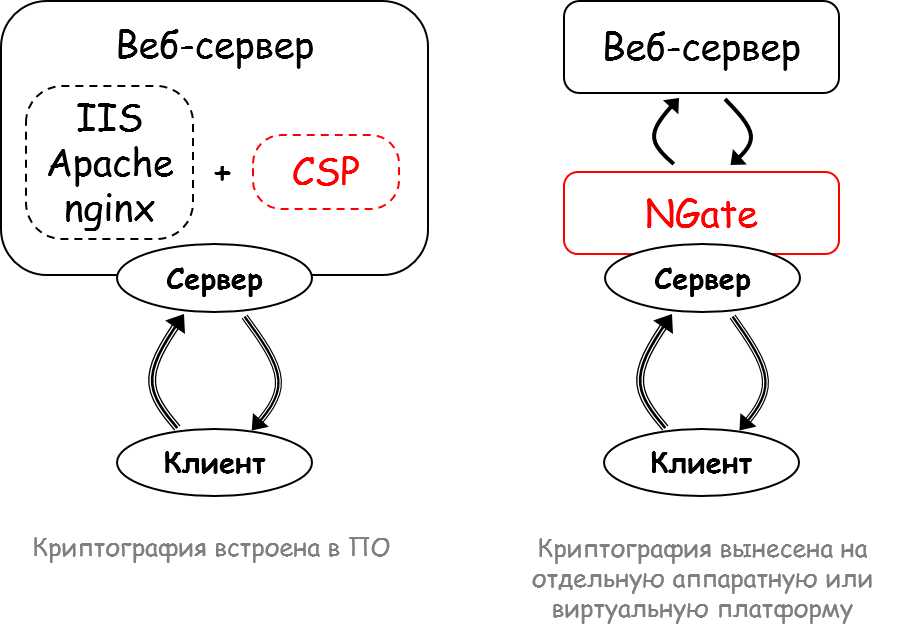 Веб-сервер
IIS
Apache
nginx
+
CSP
Сервер
Клиент
Криптография встроена в ПО
Веб-сервер
NGate
Сервер
Клиент
Криптография вынесена на
отдельную аппаратную или
виртуальную платформу